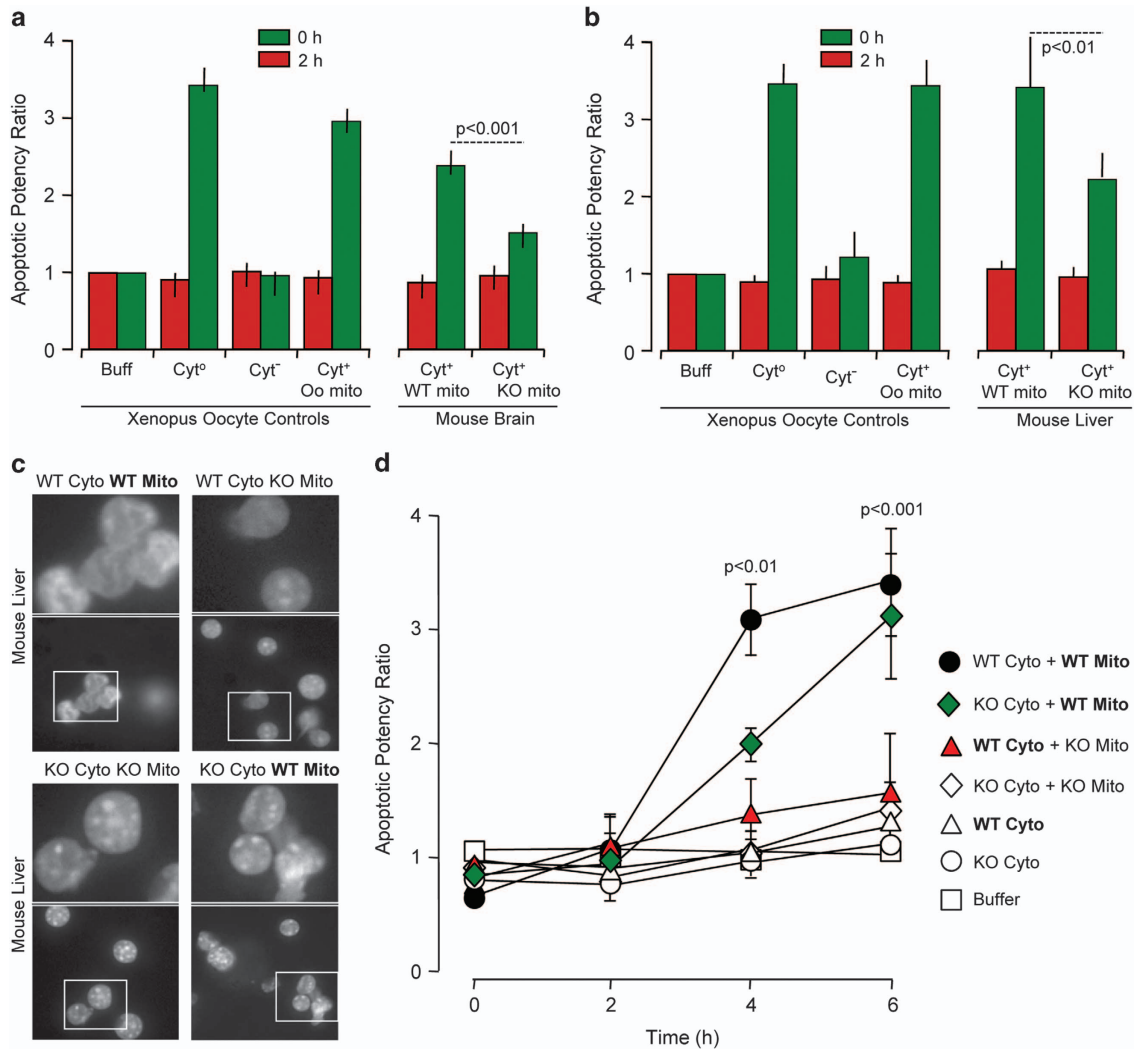 a
4
3
2
1
0
Apoptotic Potency Ratio
0 h
2 h
p<0.001
Buff
Cytº
Cyt⁻
Cyt⁺
Oo mito
Cyt⁺
WT mito
Cyt⁺
KO mito
Xenopus Oocyte Controls
Mouse Brain
b
4
3
2
1
0
Apoptotic Potency Ratio
0 h
2 h
p<0.01
Buff
Cytº
Cyt⁻
Cyt⁺
Oo mito
Cyt⁺
WT mito
Cyt⁺
KO mito
Xenopus Oocyte Controls
Mouse Liver
c
WT Cyto WT Mito
WT Cyto KO Mito
Mouse Liver
KO Cyto KO Mito
KO Cyto WT Mito
Mouse Liver
d
4
3
2
1
0
Apoptotic Potency Ratio
p<0.01
p<0.001
0
2
4
6
Time (h)
WT Cyto + WT Mito
KO Cyto + WT Mito
WT Cyto + KO Mito
KO Cyto + KO Mito
WT Cyto
KO Cyto
Buffer